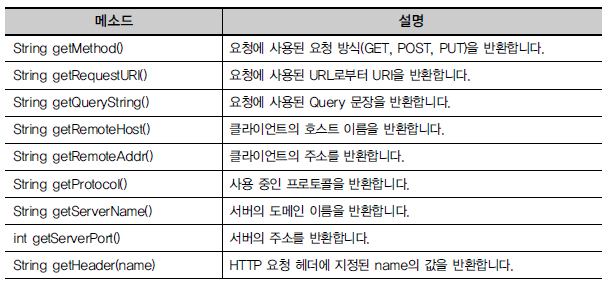 메소드 설명
String getMethod() 요청에 사용된 요청 방식(GET, POST, PUT)을 반환합니다.
String getRequestURI() 요청에 사용된 URL로부터 URI을 반환합니다.
String getQueryString() 요청에 사용된 Query 문장을 반환합니다.
String getRemoteHost() 클라이언트의 호스트 이름을 반환합니다.
String getRemoteAddr() 클라이언트의 주소를 반환합니다.
String getProtocol() 사용 중인 프로토콜을 반환합니다.
String getServerName() 서버의 도메인 이름을 반환합니다.
int getServerPort() 서버의 주소를 반환합니다.
String getHeader(name) HTTP 요청 헤더에 지정된 name의 값을 반환합니다.